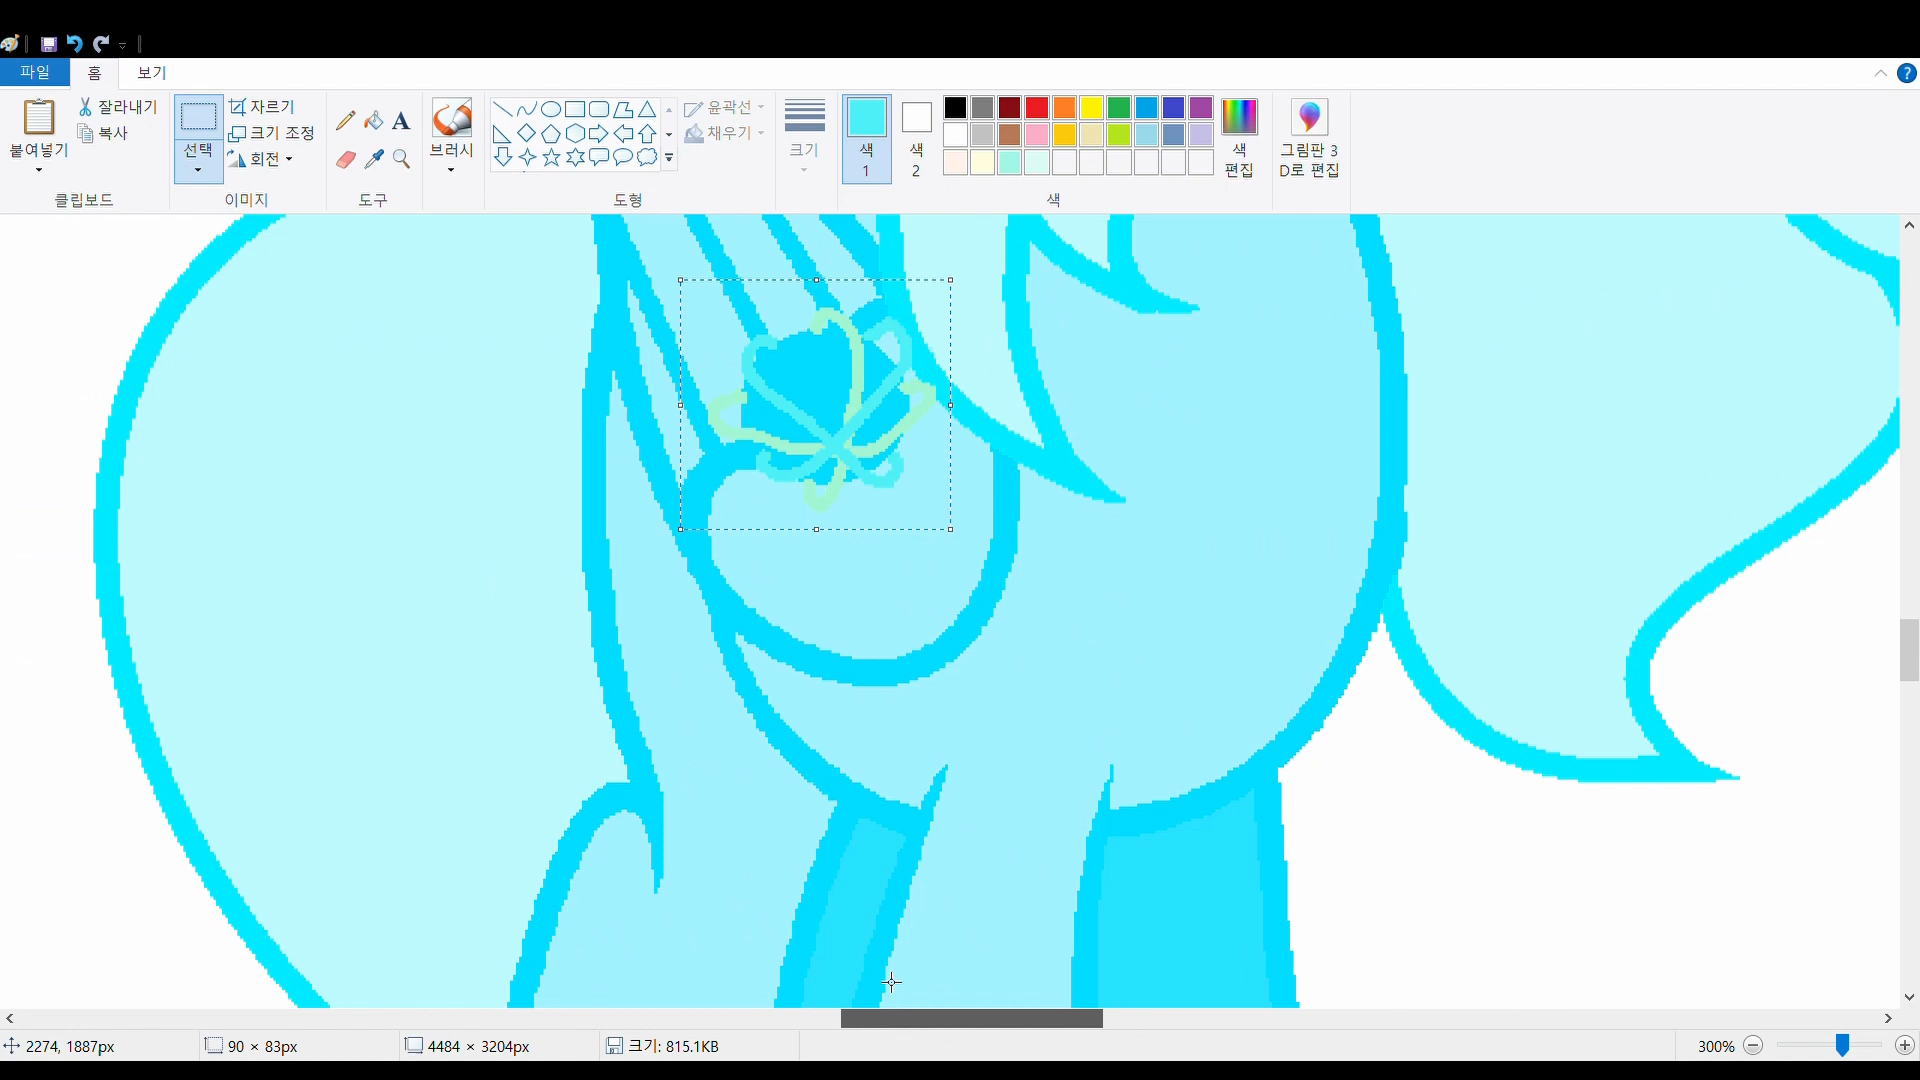 파일 홈 보기
잘라내기 자르기 윤곽선
복사 크기 조정 채우기
붙여넣기 선택 회전 A 브러시 크기 색 1 색 2 색 편집 그림판 3D로 편집
클립보드 이미지 도구 도형 색
2274, 1887px 90 × 83px 4484 × 3204px 크기: 815.1KB 300%